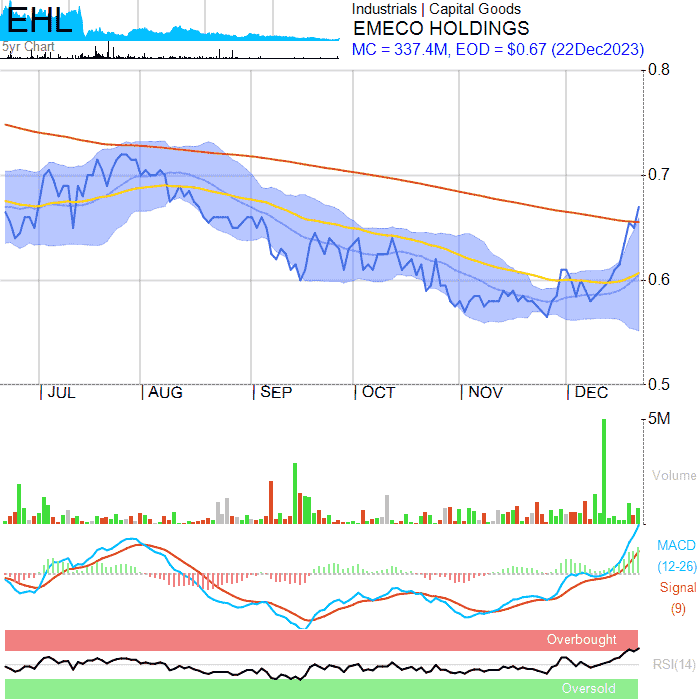 EHL
5yr Chart
Industrials | Capital Goods
EMECO HOLDINGS
MC = 337.4M, EOD = $0.67 (22Dec2023)
0.8
0.7
0.6
0.5
JUL AUG SEP OCT NOV DEC
5M
Volume
MACD
(12-26)
Signal
(9)
Overbought
RSI(14)
Oversold